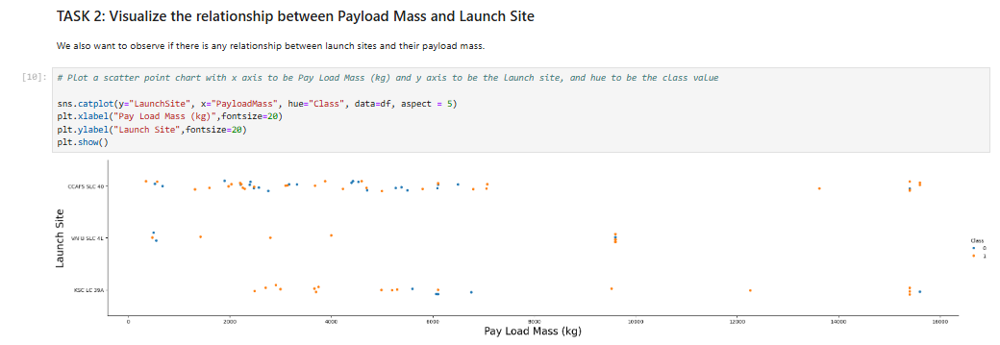 TASK 2: Visualize the relationship between Payload Mass and Launch Site
We also want to observe if there is any relationship between launch sites and their payload mass.
[10]:
# Plot a scatter point chart with x axis to be Pay Load Mass (kg) and y axis to be the Launch site, and hue to be the class value
sns.catplot(y="LaunchSite", x="PayloadMass", hue="Class", data=df, aspect = 5)
plt.xlabel("Pay Load Mass (kg)",fontsize=20)
plt.ylabel("Launch Site",fontsize=20)
plt.show()
Launch Site
CCAFS SLC 40
SLC 4E
KSC LC 39A
Class
0
1
0 2000 4000 6000 8000 10000 12000 14000 16000
Pay Load Mass (kg)